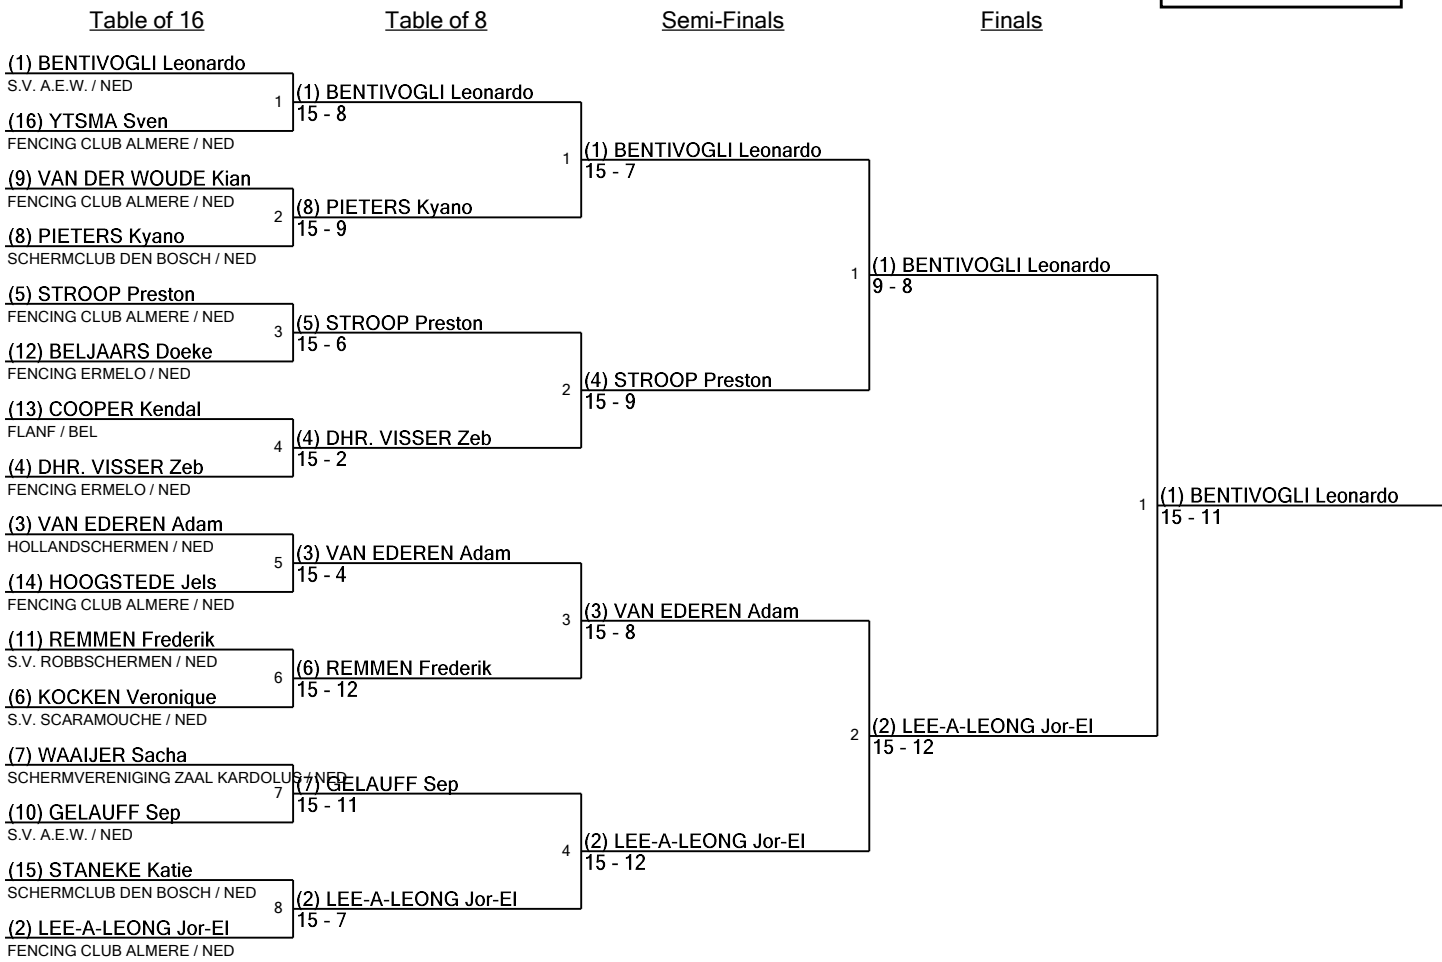 Table of 16
Table of 8
Semi-Finals
Finals
(1) BENTIVOGLI Leonardo
S.V. A.E.W. / NED
1
(16) YTSMA Sven
FENCING CLUB ALMERE / NED
(9) VAN DER WOUDE Kian
FENCING CLUB ALMERE / NED
2
(8) PIETERS Kyano
SCHERMCLUB DEN BOSCH / NED
(5) STROOP Preston
FENCING CLUB ALMERE / NED
3
(12) BELJAARS Doeke
FENCING ERMELO / NED
(13) COOPER Kendal
FLANF / BEL
4
(4) DHR. VISSER Zeb
FENCING ERMELO / NED
(3) VAN EDEREN Adam
HOLLANDSCHERMEN / NED
5
(14) HOOGSTEDE Jels
FENCING CLUB ALMERE / NED
(11) REMMEN Frederik
S.V. ROBBSCHERMEN / NED
6
(6) KOCKEN Veronique
S.V. SCARAMOUCHE / NED
(7) WAAIJER Sacha
SCHERMVERENIGING ZAAL KARDOLUS / NED
7
(10) GELAUFF Sep
S.V. A.E.W. / NED
(15) STANEKE Katie
SCHERMCLUB DEN BOSCH / NED
8
(2) LEE-A-LEONG Jor-El
FENCING CLUB ALMERE / NED
(1) BENTIVOGLI Leonardo
15 - 8
1
(8) PIETERS Kyano
15 - 9
(5) STROOP Preston
15 - 6
2
(4) DHR. VISSER Zeb
15 - 2
(3) VAN EDEREN Adam
15 - 4
3
(6) REMMEN Frederik
15 - 12
(7) GELAUFF Sep
15 - 11
4
(2) LEE-A-LEONG Jor-El
15 - 7
(1) BENTIVOGLI Leonardo
15 - 7
1
(4) STROOP Preston
15 - 9
(3) VAN EDEREN Adam
15 - 8
2
(2) LEE-A-LEONG Jor-El
15 - 12
(1) BENTIVOGLI Leonardo
9 - 8
1
(2) LEE-A-LEONG Jor-El
15 - 12
(1) BENTIVOGLI Leonardo
15 - 11